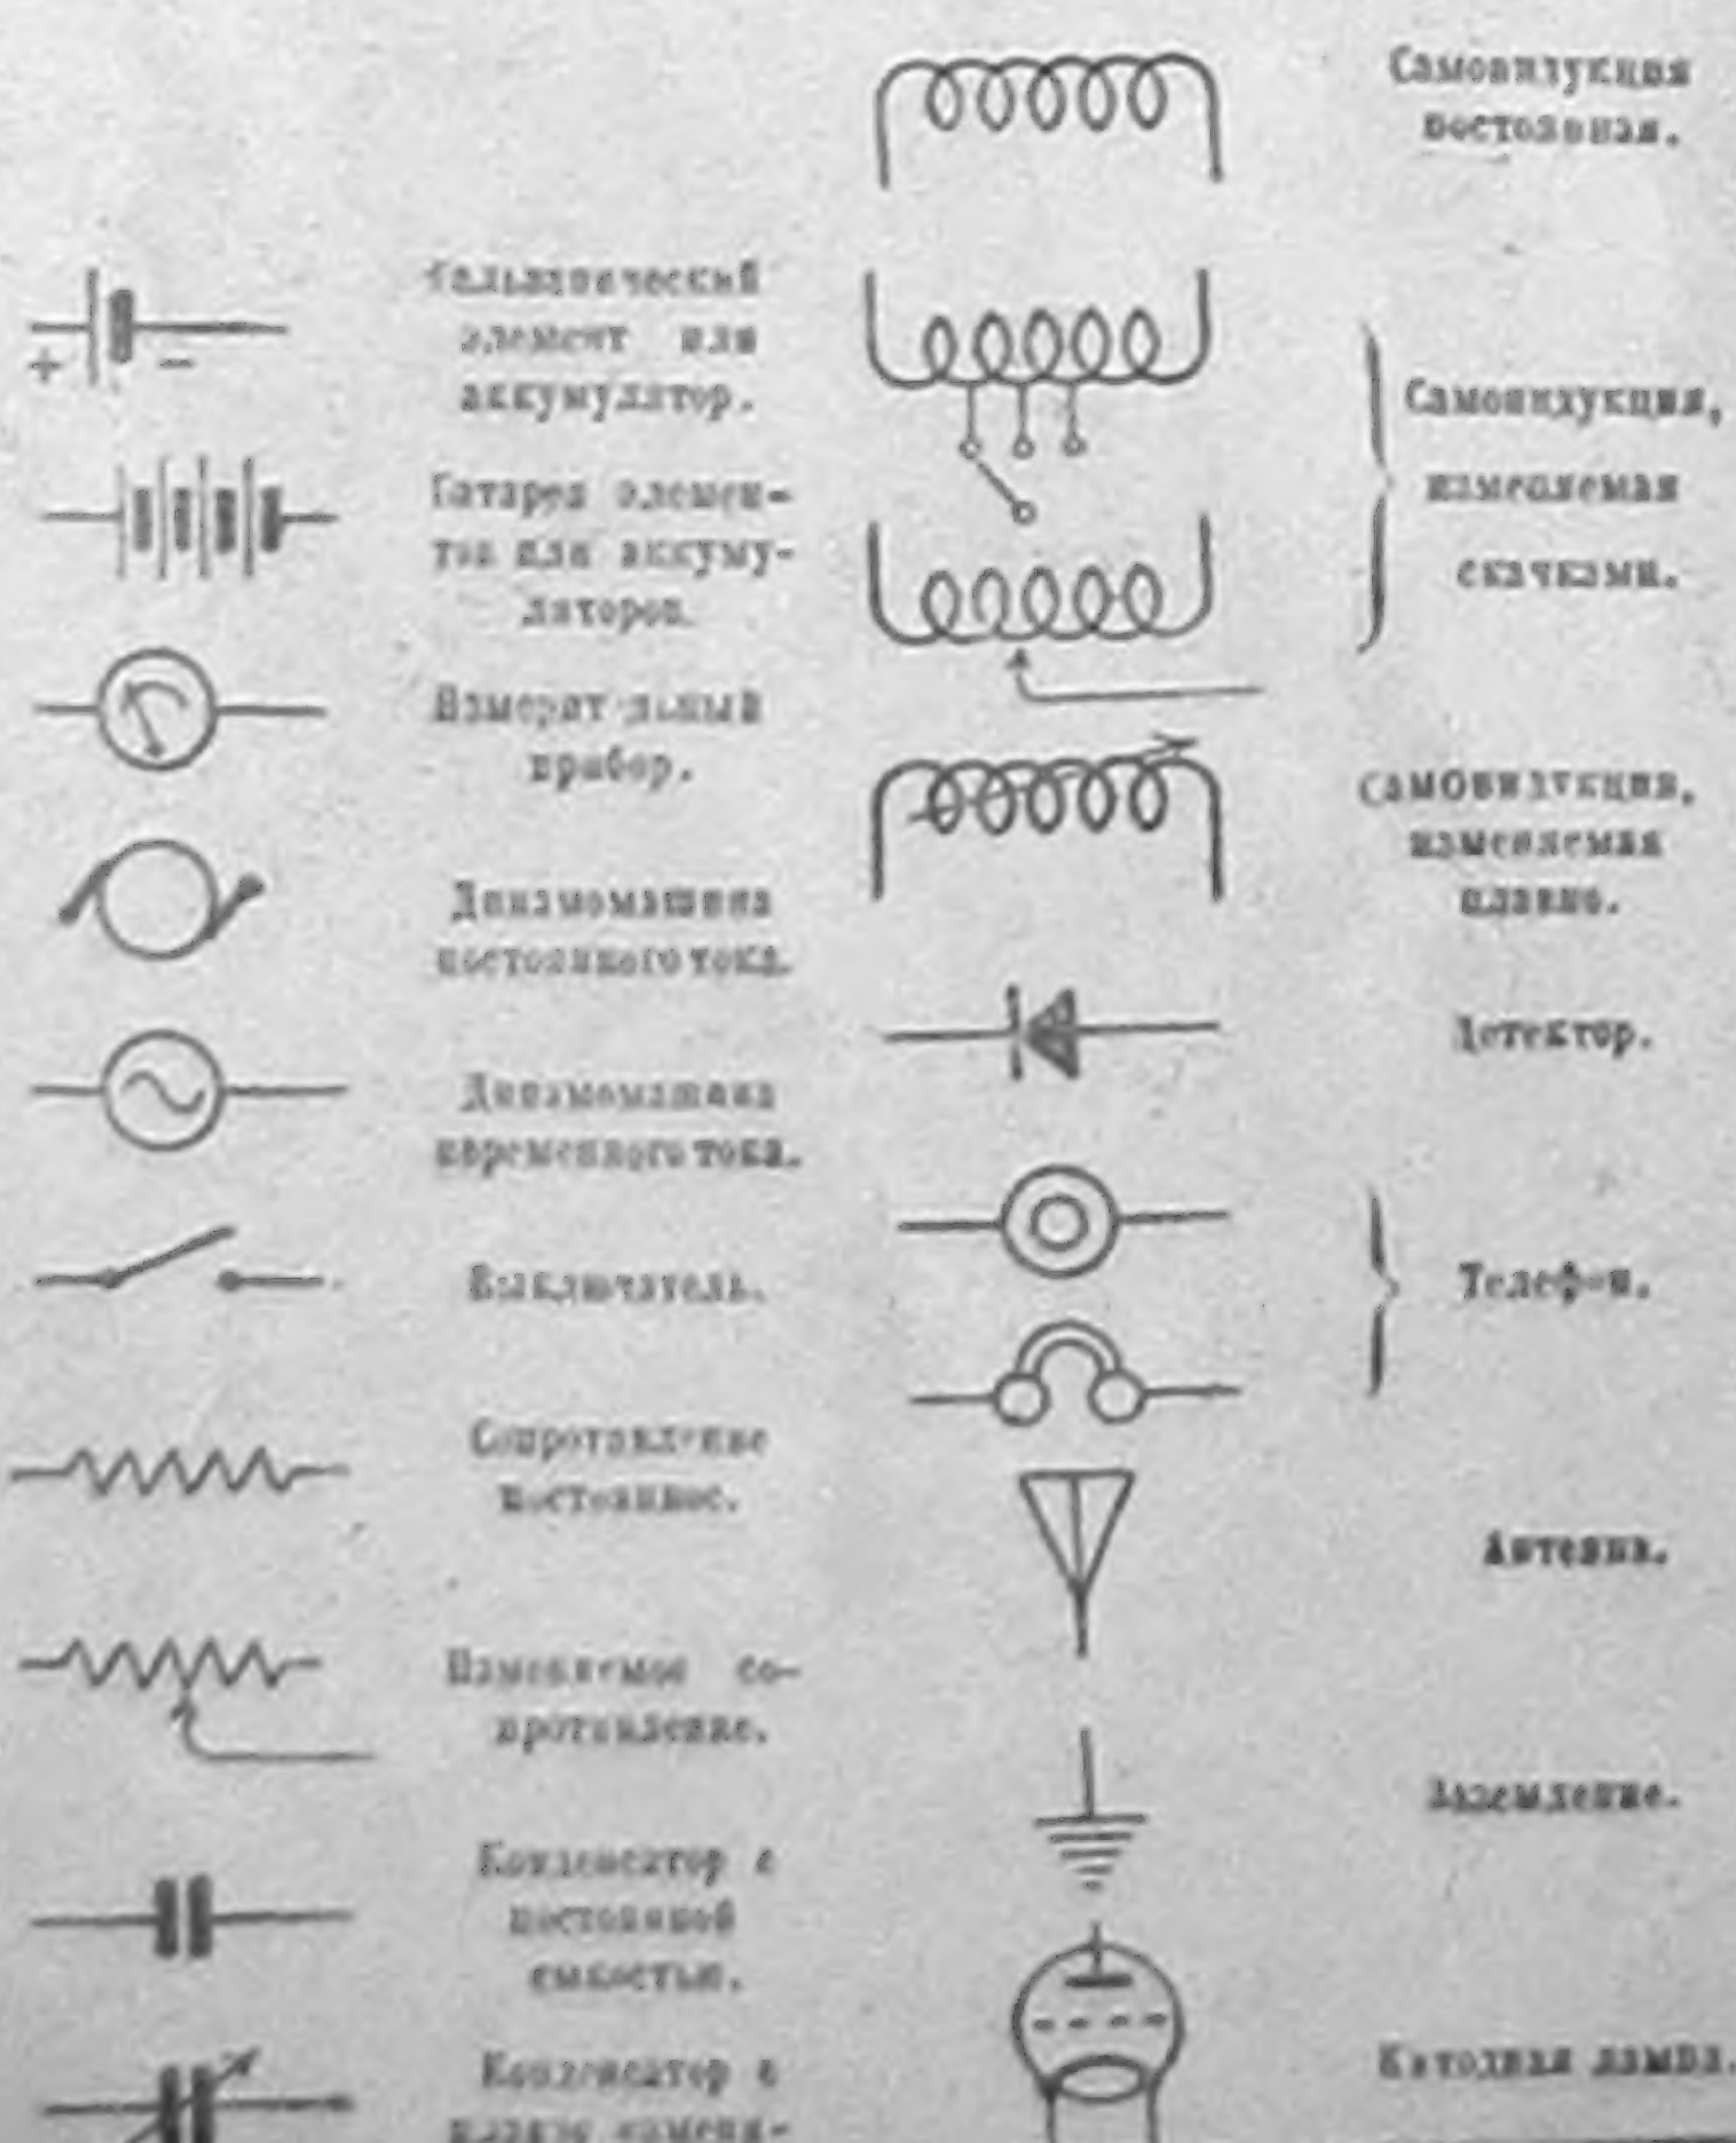 Гальванический
элемент или
аккумулятор.
+ −
Батарея элемен-
тов или аккуму-
ляторов.
Измерительный
прибор.
Динамомашина
постоянного тока.
Динамомашина
переменного тока.
Выключатель.
Сопротивление
постоянное.
Изменяемое со-
противление.
Конденсатор с
постоянной
емкостью.
Конденсатор с
плавно изменя-
Самоиндукция
постоянная.
Самоиндукция,
изменяемая
скачками.
Самоиндукция,
изменяемая
плавно.
Детектор.
Телефон.
Антенна.
Заземление.
Катодная лампа.